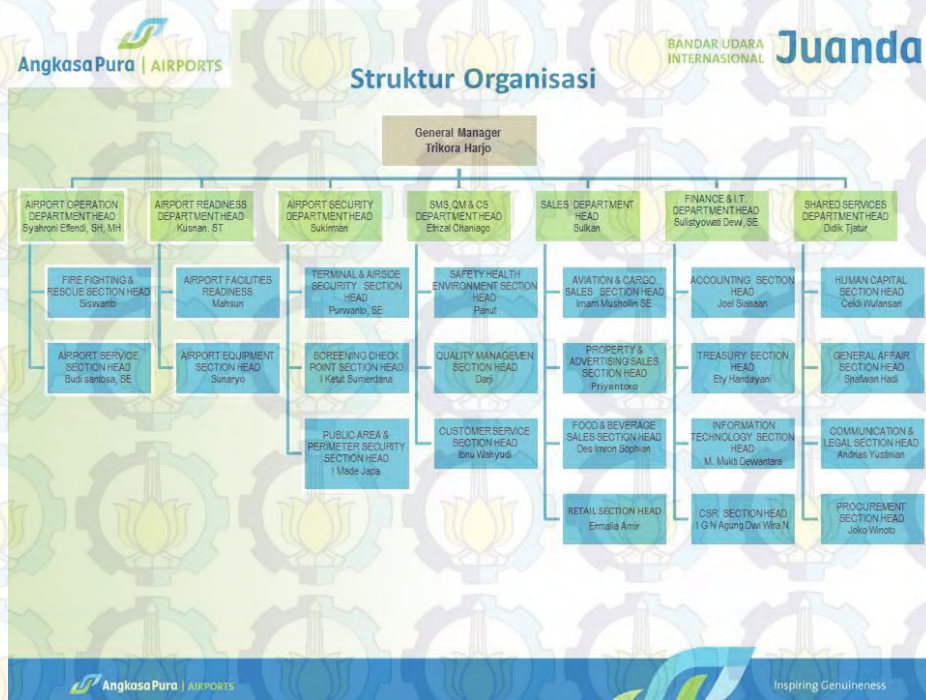 AngkasaPura | AIRPORTS
BANDAR UDARA
INTERNASIONAL
Juanda
Struktur Organisasi
General Manager
Trikora Harjo
AIRPORT OPERATION
DEPARTMENT HEAD
Syahroni Effendi, SH, MH
AIRPORT READINESS
DEPARTMENT HEAD
Kusnan. ST
AIRPORT SECURITY
DEPARTMENT HEAD
Sukirman
SMS,QM & CS
DEPARTMENT HEAD
Efrizal Chaniago
SALES DEPARTMENT
HEAD
Sulkan
FINANCE & I.T.
DEPARTMENT HEAD
Sulistyowati Dewi, SE
SHARED SERVICES
DEPARTMENT HEAD
Didik Tjatur
FIRE FIGHTING &
RESCUE SECTION HEAD
Siswanto
AIRPORT FACILITIES
READINESS
Mahsun
TERMINAL & AIRSIDE
SECURITY SECTION
HEAD
Purwanto, SE
SAFETY HEALTH
ENVIRONMENT SECTION
HEAD
Panut
AVIATION & CARGO
SALES SECTION HEAD
Imam Mushollin SE
ACCOUNTING SECTION
HEAD
Joel Siahaan
HUMAN CAPITAL
SECTION HEAD
Cekli Wulansari
AIRPORT SERVICE
SECTION HEAD
Budi santosa, SE
AIRPORT EQUIPMENT
SECTION HEAD
Sunaryo
SCREENING CHECK
POINT SECTION HEAD
I Ketut Sumerdana
QUALITY MANAGEMEN
SECTION HEAD
Darji
PROPERTY &
ADVERTISING SALES
SECTION HEAD
Priyantoro
TREASURY SECTION
HEAD
Ety Handayani
GENERAL AFFAIR
SECTION HEAD
Shafwan Hadi
PUBLIC AREA &
PERIMETER SECURITY
SECTION HEAD
I Made Japa
CUSTOMER SERVICE
SECTION HEAD
Ibnu Wahyudi
FOOD & BEVERAGE
SALES SECTION HEAD
Des Imron Sophian
INFORMATION
TECHNOLOGY SECTION
HEAD
M. Mukti Dewantara
COMMUNICATION &
LEGAL SECTION HEAD
Andrias Yustinian
RETAIL SECTION HEAD
Ermalia Amir
CSR SECTION HEAD
I G N Agung Dwi Wira N
PROCUREMENT
SECTION HEAD
Joko Winoto
AngkasaPura | AIRPORTS
Inspiring Genuineness